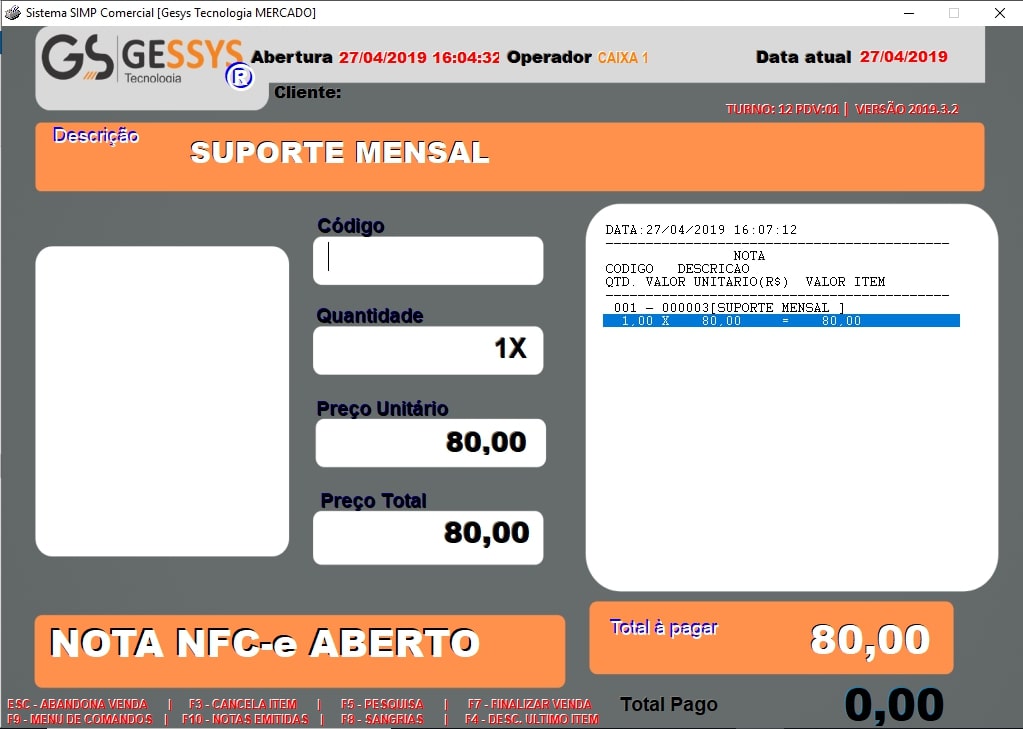 Sistema SIMP Comercial [Gesys Tecnologia MERCADO]
GS GESSYS Tecnologia ®
Abertura 27/04/2019 16:04:32 Operador CAIXA 1 Data atual 27/04/2019
Cliente:
TURNO: 12 PDV:01 | VERSÃO 2019.3.2
Descrição
SUPORTE MENSAL
Código
Quantidade
1X
Preço Unitário
80,00
Preço Total
80,00
DATA:27/04/2019 16:07:12
-------------------------------------------
NOTA
CODIGO DESCRICAO
QTD. VALOR UNITARIO(R$) VALOR ITEM
-------------------------------------------
001 - 000003[SUPORTE MENSAL ]
1,00 X 80,00 = 80,00
NOTA NFC-e ABERTO
Total à pagar 80,00
Total Pago 0,00
ESC - ABANDONA VENDA | F3 - CANCELA ITEM | F5 - PESQUISA | F7 - FINALIZAR VENDA
F9 - MENU DE COMANDOS | F10 - NOTAS EMITIDAS | F8 - SANGRIAS | F4 - DESC. ULTIMO ITEM